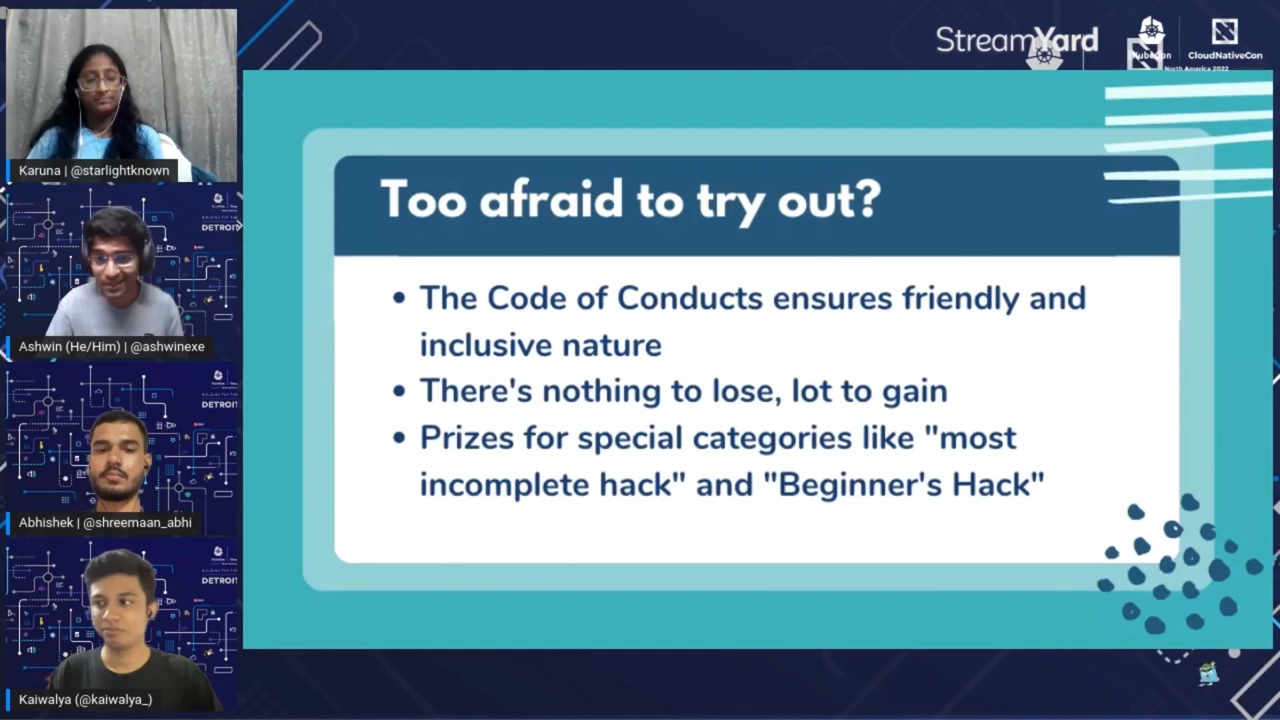 StreamYard
KubeCon
CloudNativeCon
North America 2022
Karuna | @starlightknown
DETROIT
Ashwin (He/Him) | @ashwinexe
DETROIT
Abhishek | @shreemaan_abhi
DETROIT
Kaiwalya (@kaiwalya_)
Too afraid to try out?
• The Code of Conducts ensures friendly and
inclusive nature
• There's nothing to lose, lot to gain
• Prizes for special categories like "most
incomplete hack" and "Beginner's Hack"